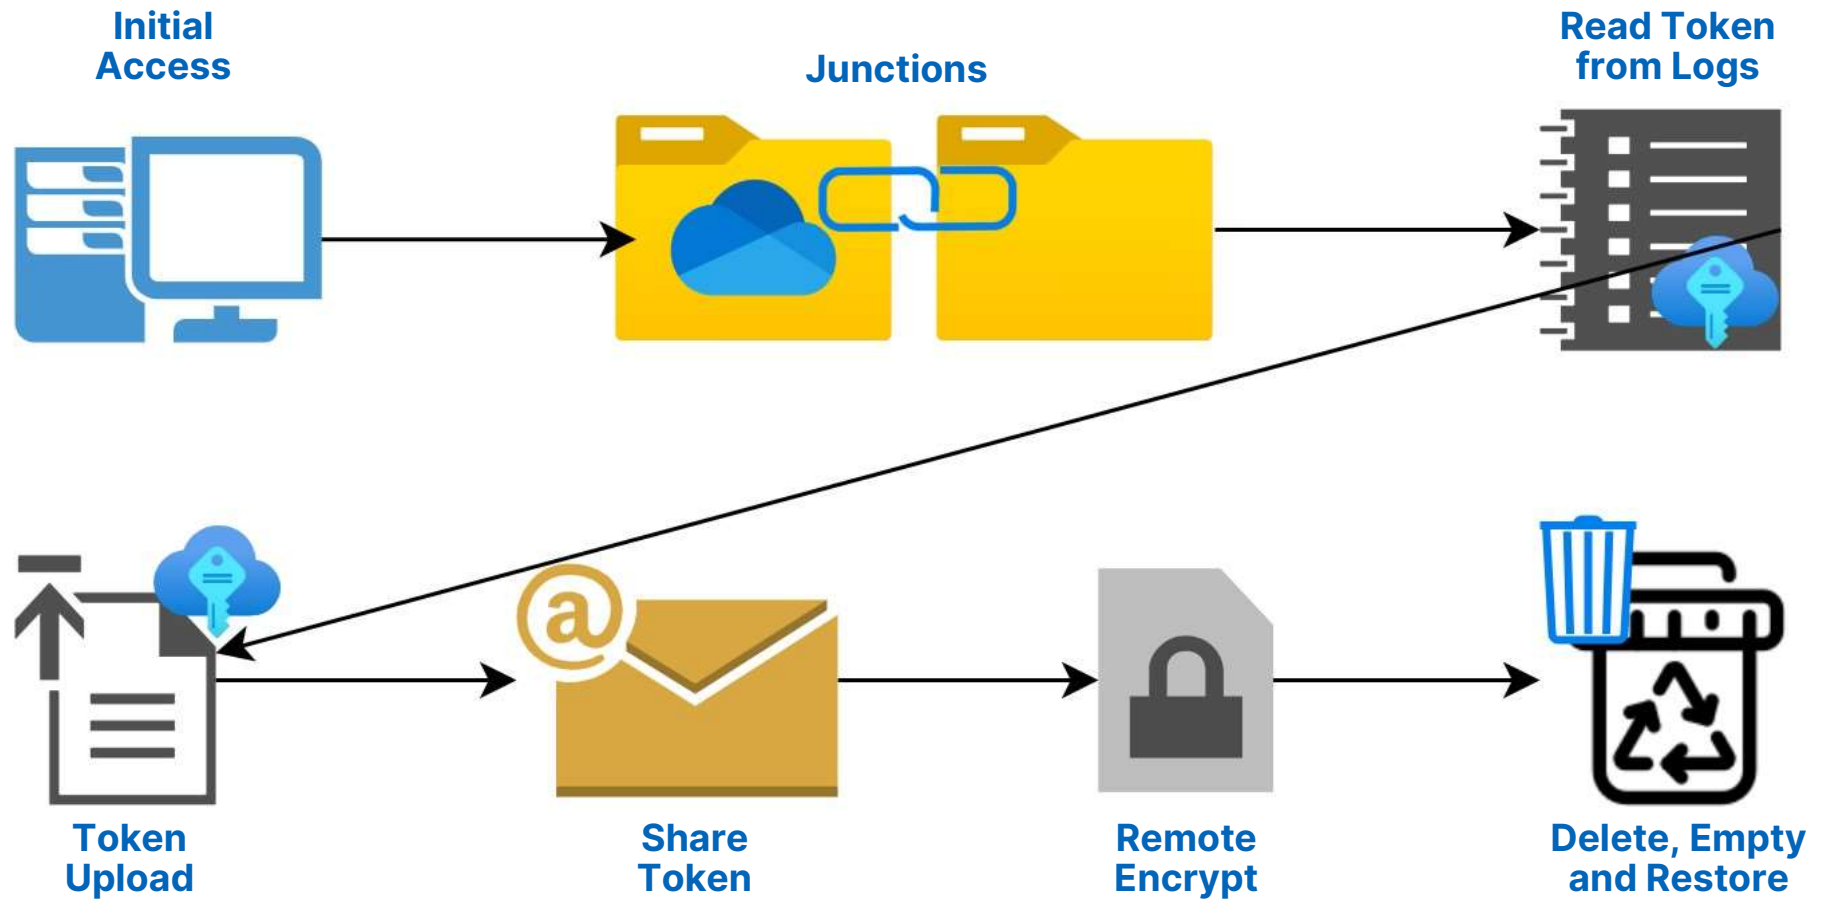 Initial
Access
Junctions
Read Token
from Logs
a
Token
Upload
Share
Token
Remote
Encrypt
Delete, Empty
and Restore